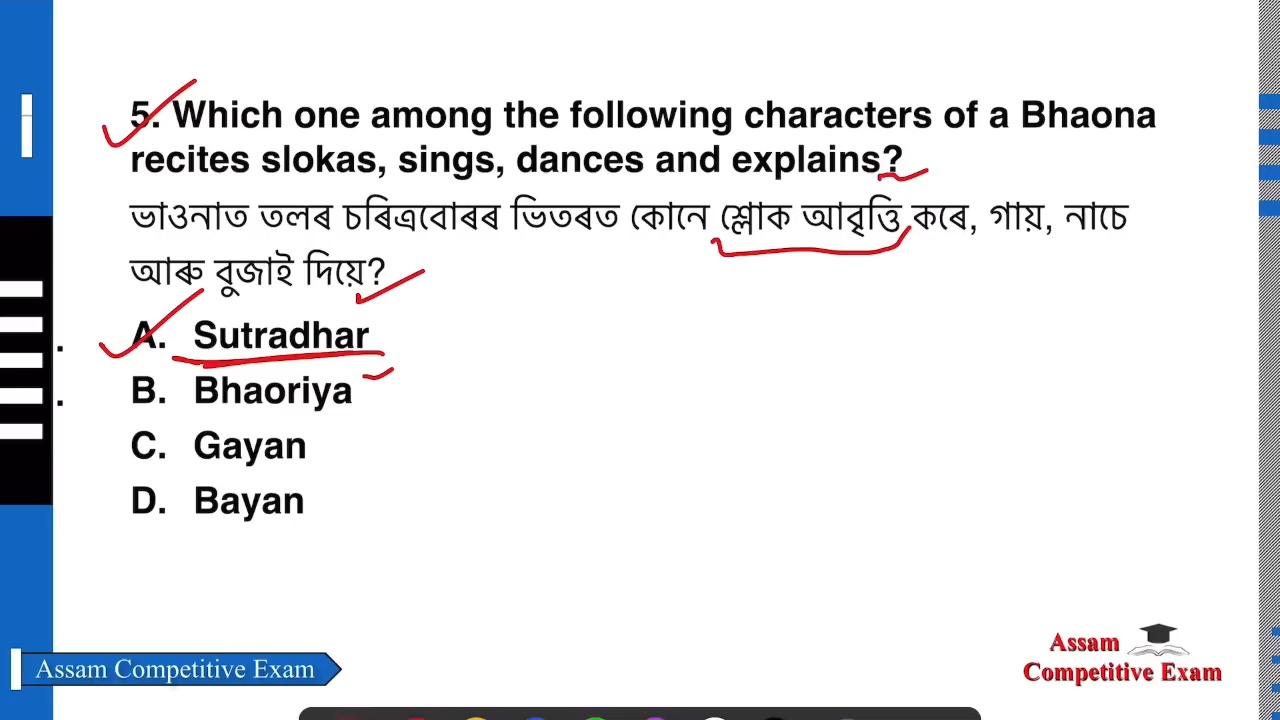 5. Which one among the following characters of a Bhaona
recites slokas, sings, dances and explains?
ভাওনাত তলৰ চৰিত্ৰবোৰৰ ভিতৰত কোনে শ্লোক আবৃত্তি কৰে, গায়, নাচে
আৰু বুজাই দিয়ে?
A. Sutradhar
B. Bhaoriya
C. Gayan
D. Bayan
Assam Competitive Exam
Assam
Competitive Exam